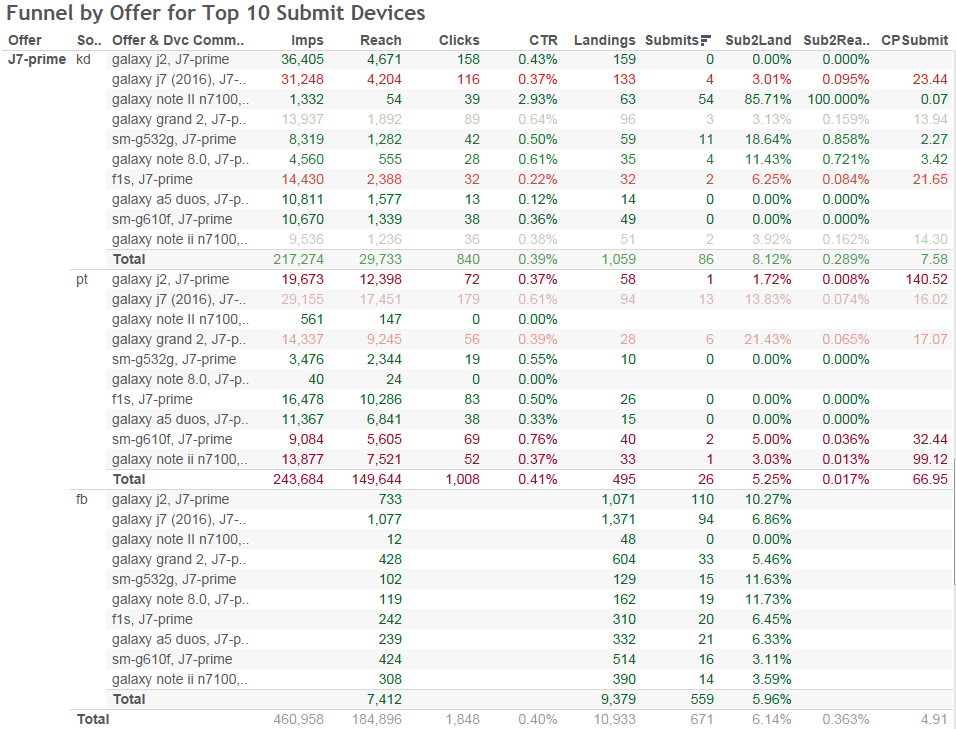 Funnel by Offer for Top 10 Submit Devices
Offer So.. Offer & Dvc Comm.. Imps Reach Clicks CTR Landings Submits Sub2Land Sub2Rea.. CPSubmit
J7-prime kd galaxy j2, J7-prime 36,405 4,671 158 0.43% 159 0 0.00% 0.000%
galaxy j7 (2016), J7-.. 31,248 4,204 116 0.37% 133 4 3.01% 0.095% 23.44
galaxy note II n7100,.. 1,332 54 39 2.93% 63 54 85.71% 100.000% 0.07
galaxy grand 2, J7-p.. 13,937 1,892 89 0.64% 96 3 3.13% 0.159% 13.94
sm-g532g, J7-prime 8,319 1,282 42 0.50% 59 11 18.64% 0.858% 2.27
galaxy note 8.0, J7-p.. 4,560 555 28 0.61% 35 4 11.43% 0.721% 3.42
f1s, J7-prime 14,430 2,388 32 0.22% 32 2 6.25% 0.084% 21.65
galaxy a5 duos, J7-p.. 10,811 1,577 13 0.12% 14 0 0.00% 0.000%
sm-g610f, J7-prime 10,670 1,339 38 0.36% 49 0 0.00% 0.000%
galaxy note ii n7100,.. 9,536 1,236 36 0.38% 51 2 3.92% 0.162% 14.30
Total 217,274 29,733 840 0.39% 1,059 86 8.12% 0.289% 7.58
pt galaxy j2, J7-prime 19,673 12,398 72 0.37% 58 1 1.72% 0.008% 140.52
galaxy j7 (2016), J7-.. 29,155 17,451 179 0.61% 94 13 13.83% 0.074% 16.02
galaxy note II n7100,.. 561 147 0 0.00%
galaxy grand 2, J7-p.. 14,337 9,245 56 0.39% 28 6 21.43% 0.065% 17.07
sm-g532g, J7-prime 3,476 2,344 19 0.55% 10 0 0.00% 0.000%
galaxy note 8.0, J7-p.. 40 24 0 0.00%
f1s, J7-prime 16,478 10,286 83 0.50% 26 0 0.00% 0.000%
galaxy a5 duos, J7-p.. 11,367 6,841 38 0.33% 15 0 0.00% 0.000%
sm-g610f, J7-prime 9,084 5,605 69 0.76% 40 2 5.00% 0.036% 32.44
galaxy note ii n7100,.. 13,877 7,521 52 0.37% 33 1 3.03% 0.013% 99.12
Total 243,684 149,644 1,008 0.41% 495 26 5.25% 0.017% 66.95
fb galaxy j2, J7-prime 733 1,071 110 10.27%
galaxy j7 (2016), J7-.. 1,077 1,371 94 6.86%
galaxy note II n7100,.. 12 48 0 0.00%
galaxy grand 2, J7-p.. 428 604 33 5.46%
sm-g532g, J7-prime 102 129 15 11.63%
galaxy note 8.0, J7-p.. 119 162 19 11.73%
f1s, J7-prime 242 310 20 6.45%
galaxy a5 duos, J7-p.. 239 332 21 6.33%
sm-g610f, J7-prime 424 514 16 3.11%
galaxy note ii n7100,.. 308 390 14 3.59%
Total 7,412 9,379 559 5.96%
Total 460,958 184,896 1,848 0.40% 10,933 671 6.14% 0.363% 4.91